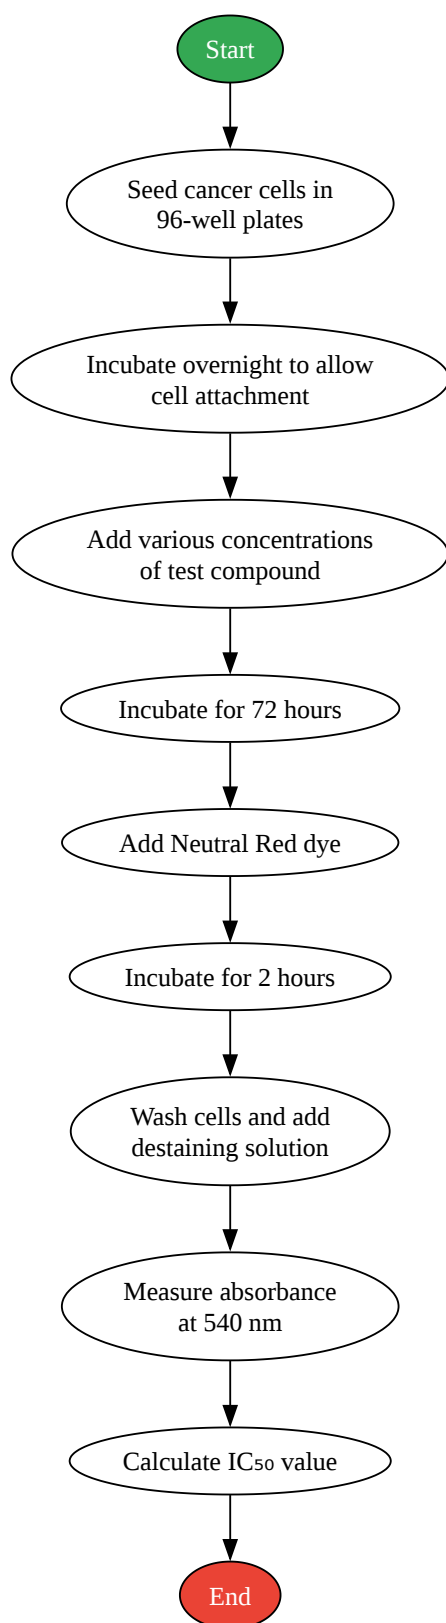 Start
Seed cancer cells in
96-well plates
Incubate overnight to allow
cell attachment
Add various concentrations
of test compound
Incubate for 72 hours
Add Neutral Red dye
Incubate for 2 hours
Wash cells and add
destaining solution
Measure absorbance
at 540 nm
Calculate IC₅₀ value
End